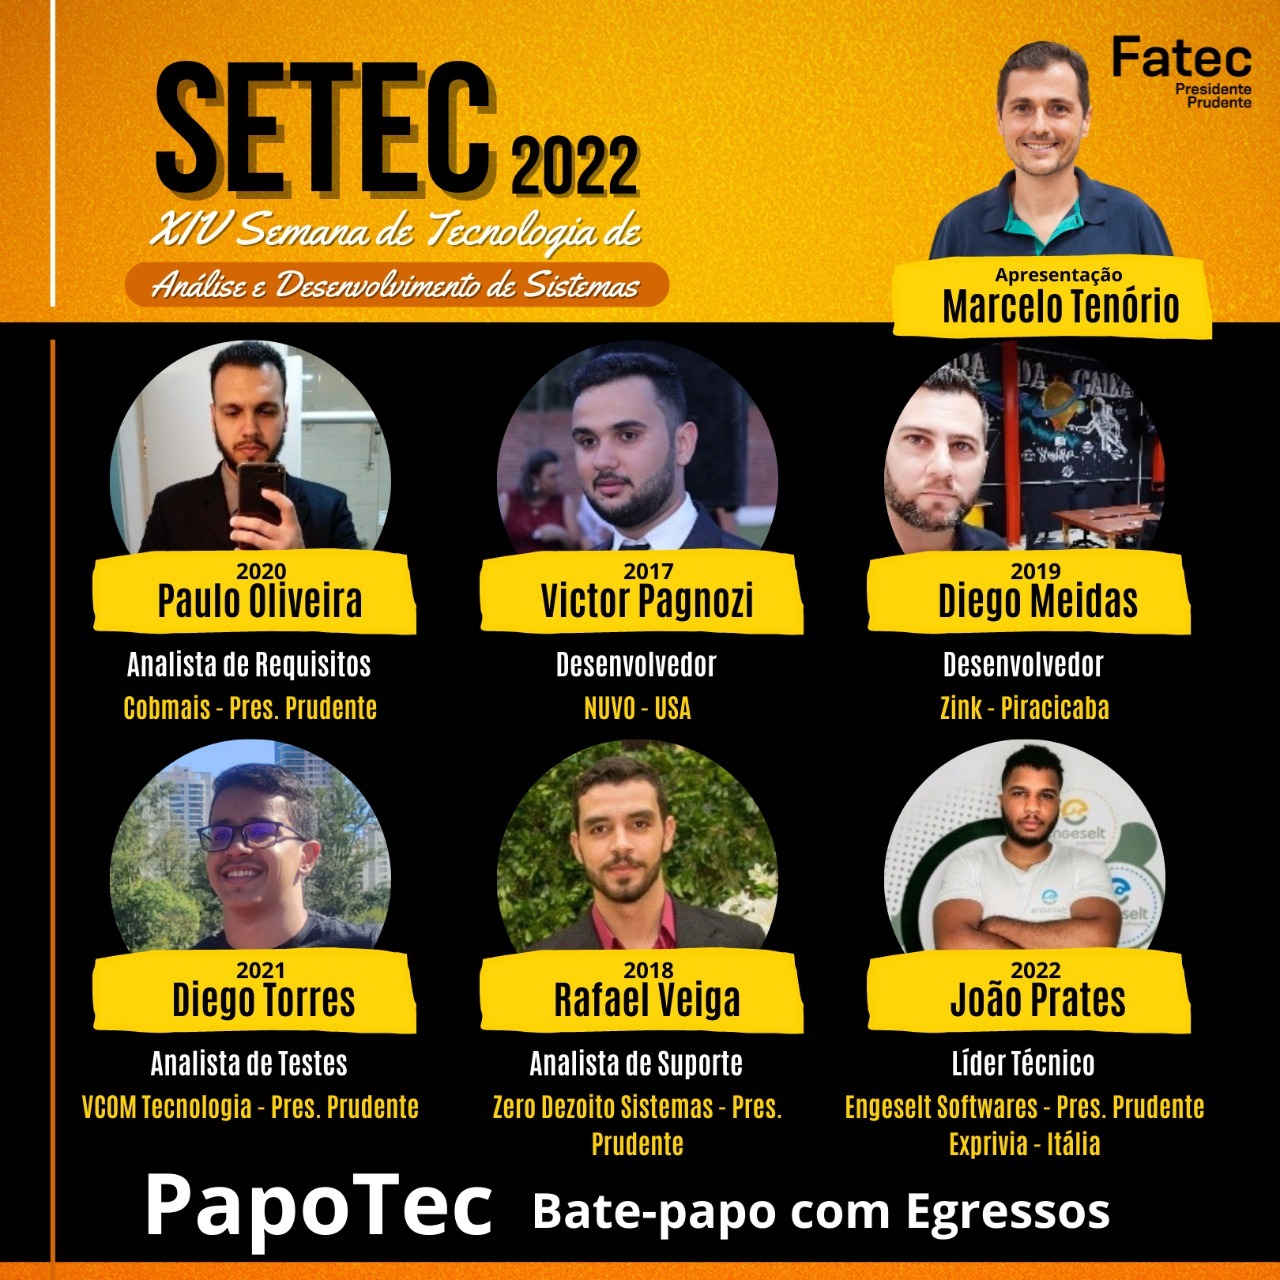 SETEC 2022
XIV Semana de Tecnologia de
Análise e Desenvolvimento de Sistemas
Fatec
Presidente
Prudente
Apresentação
Marcelo Tenório
2020
Paulo Oliveira
Analista de Requisitos
Cobmais - Pres. Prudente
2017
Victor Pagnozi
Desenvolvedor
NUVO - USA
2019
Diego Meidas
Desenvolvedor
Zink - Piracicaba
2021
Diego Torres
Analista de Testes
VCOM Tecnologia - Pres. Prudente
2018
Rafael Veiga
Analista de Suporte
Zero Dezoito Sistemas - Pres.
Prudente
engeselt
2022
João Prates
Líder Técnico
Engeselt Softwares - Pres. Prudente
Exprivia - Itália
PapoTec Bate-papo com Egressos